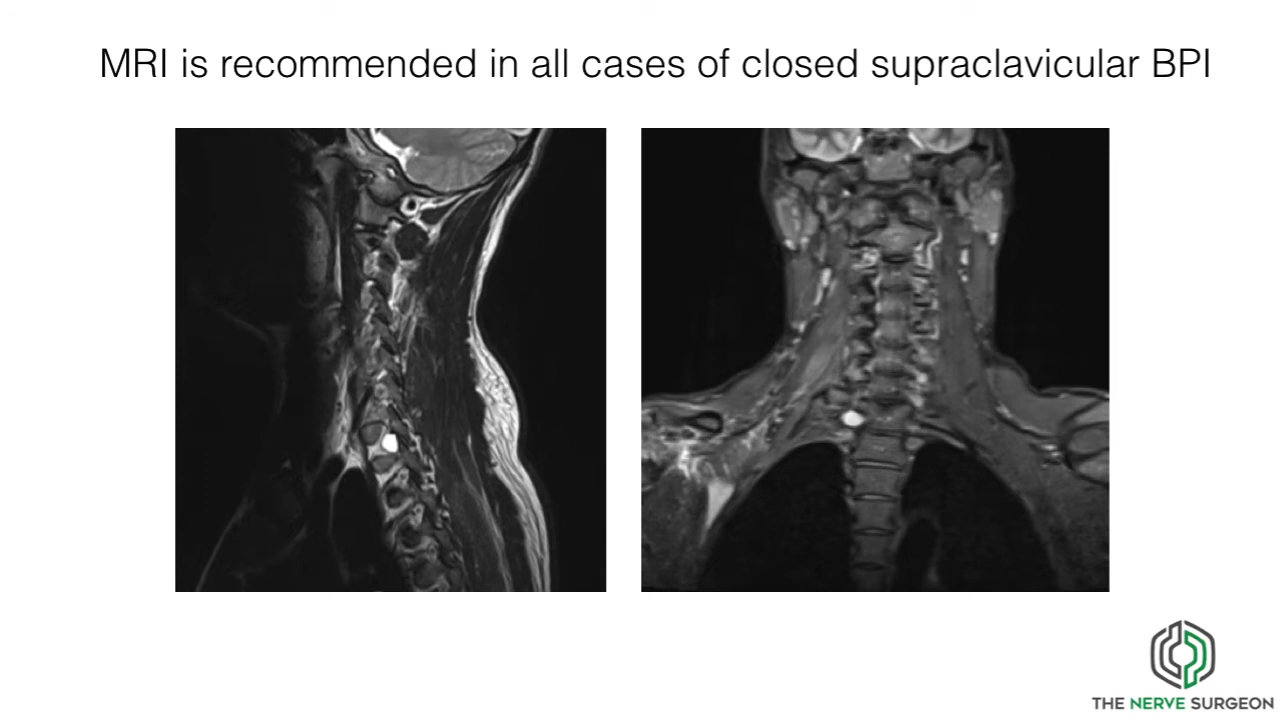 MRI is recommended in all cases of closed supraclavicular BPI
THE NERVE SURGEON